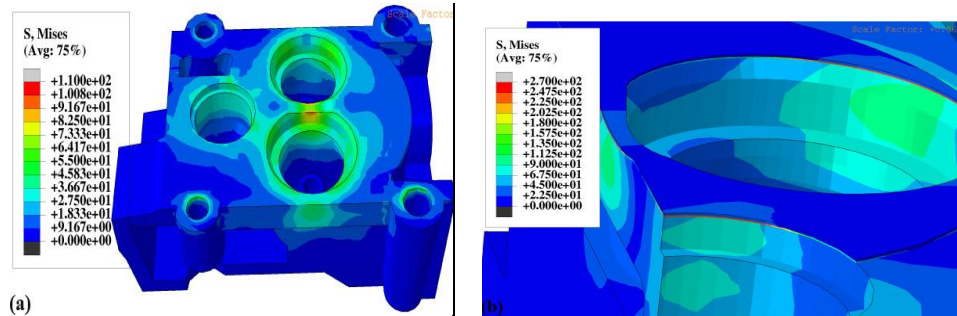 (a)
Scale Factor
S, Mises
(Avg: 75%)
+1.100e+02
+1.008e+02
+9.167e+01
+8.250e+01
+7.333e+01
+6.417e+01
+5.500e+01
+4.583e+01
+3.667e+01
+2.750e+01
+1.833e+01
+9.167e+00
+0.000e+00
(a)
Scale Factor:
S, Mises
(Avg: 75%)
+2.700e+02
+2.475e+02
+2.250e+02
+2.025e+02
+1.800e+02
+1.575e+02
+1.350e+02
+1.125e+02
+9.000e+01
+6.750e+01
+4.500e+01
+2.250e+01
+0.000e+00
(b)